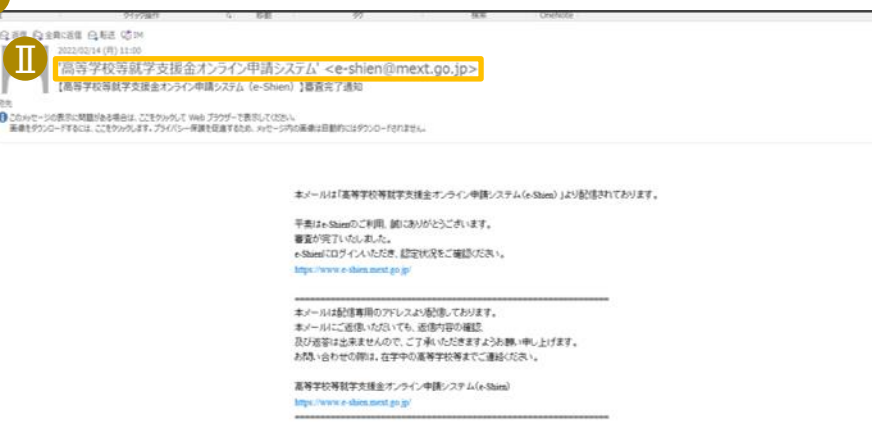 クイック操作 移動 タグ 検索 OneNote
返信 全員に返信 転送 IM
Ⅱ
2022/02/14 (月) 11:00
'高等学校等就学支援金オンライン申請システム' <e-shien@mext.go.jp>
【高等学校等就学支援金オンライン申請システム（e-Shien）】審査完了通知
宛先
このメッセージの表示に問題がある場合は、ここをクリックして Web ブラウザーで表示してください。
画像をダウンロードするには、ここをクリックします。プライバシー保護を促進するため、メッセージ内の画像は自動的にはダウンロードされません。
本メールは「高等学校等就学支援金オンライン申請システム（e-Shien）」より配信されております。
平素はe-Shienのご利用、誠にありがとうございます。
審査が完了いたしました。
e-Shienにログインいただき、認定状況をご確認ください。
https://www.e-shien.mext.go.jp/
本メールは配信専用のアドレスより配信しております。
本メールにご返信いただいても、返信内容の確認、
及び返答は出来ませんので、ご了承いただきますようお願い申し上げます。
お問い合わせの際は、在学中の高等学校等までご連絡ください。
高等学校等就学支援金オンライン申請システム（e-Shien）
https://www.e-shien.mext.go.jp/